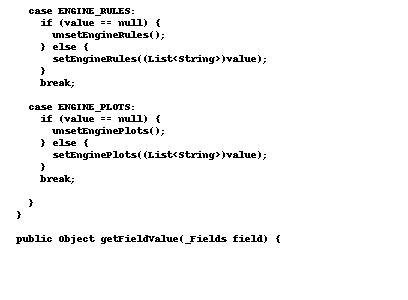 case ENGINE_RULES:
if (value == null) {
unsetEngineRules();
} else {
setEngineRules((List<String>)value);
}
break;
case ENGINE_PLOTS:
if (value == null) {
unsetEnginePlots();
} else {
setEnginePlots((List<String>)value);
}
break;
}
}
public Object getFieldValue(_Fields field) {